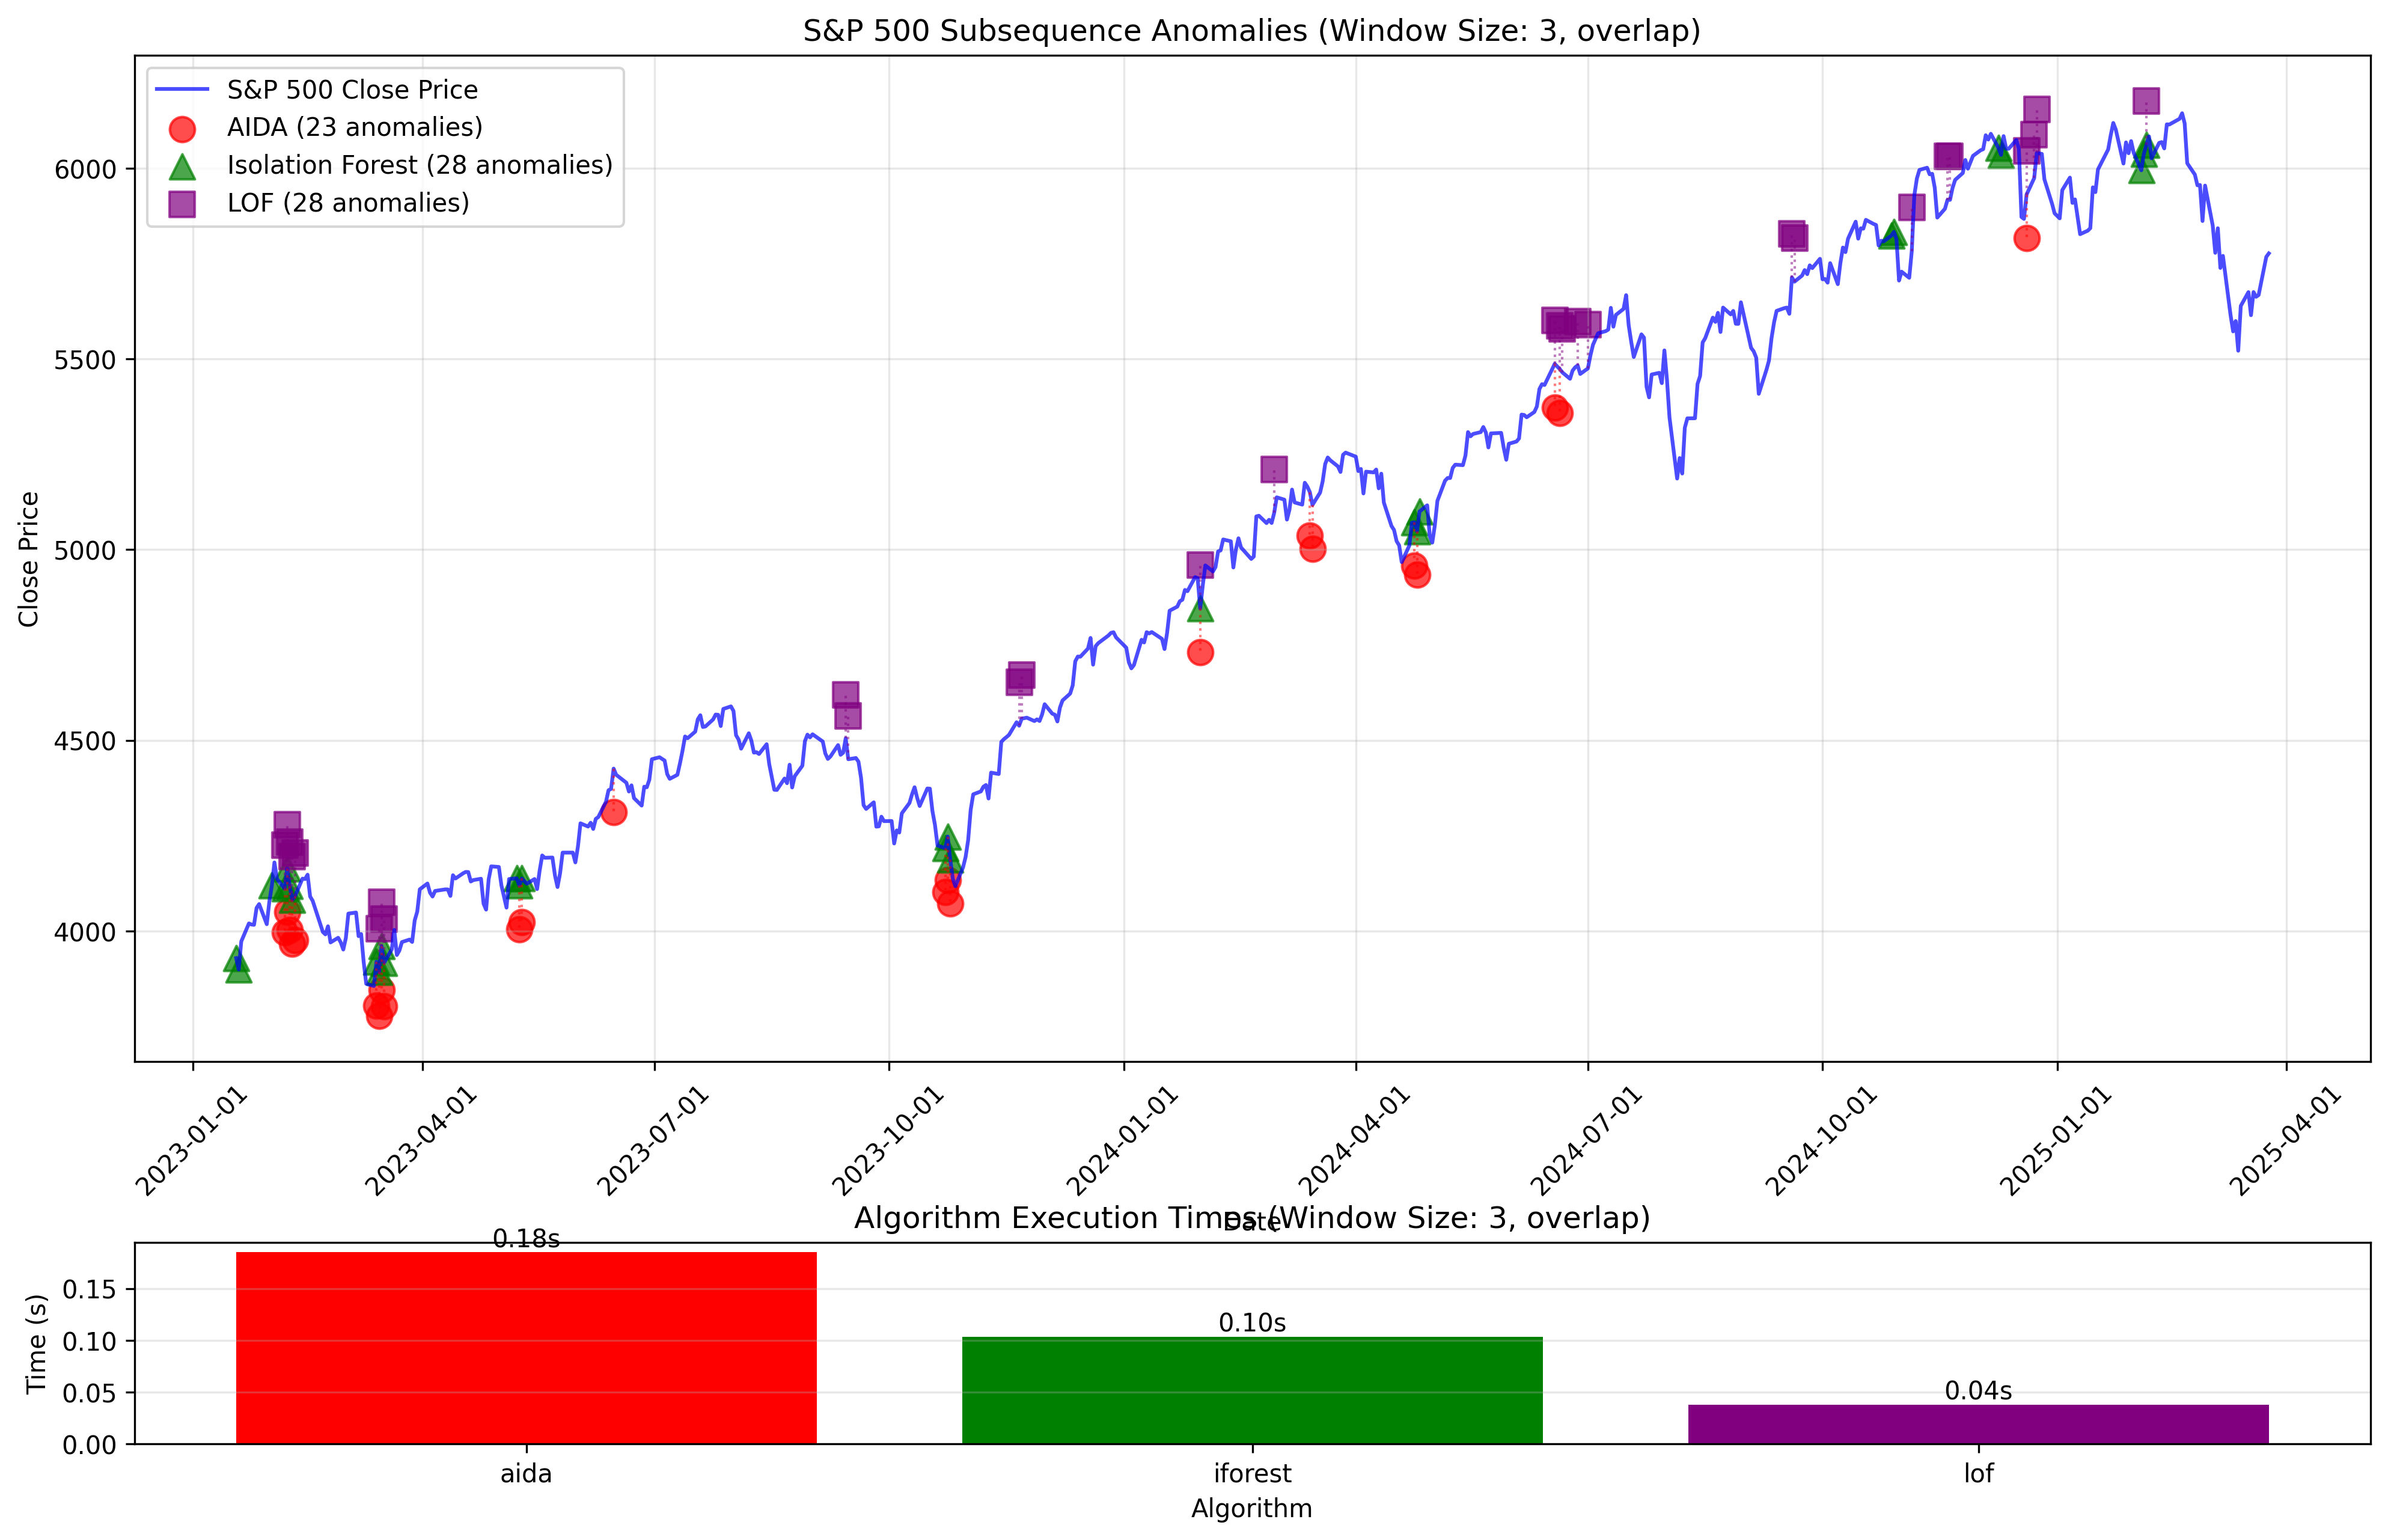 S&P 500 Subsequence Anomalies (Window Size: 3, overlap)
S&P 500 Close Price
AIDA (23 anomalies)
Isolation Forest (28 anomalies)
LOF (28 anomalies)
Close Price
6000
5500
5000
4500
4000
2023-01-01
2023-04-01
2023-07-01
2023-10-01
2024-01-01
2024-04-01
2024-07-01
2024-10-01
2025-01-01
2025-04-01
Date
Algorithm Execution Times (Window Size: 3, overlap)
Time (s)
0.15
0.10
0.05
0.00
0.18s
0.10s
0.04s
aida
iforest
lof
Algorithm